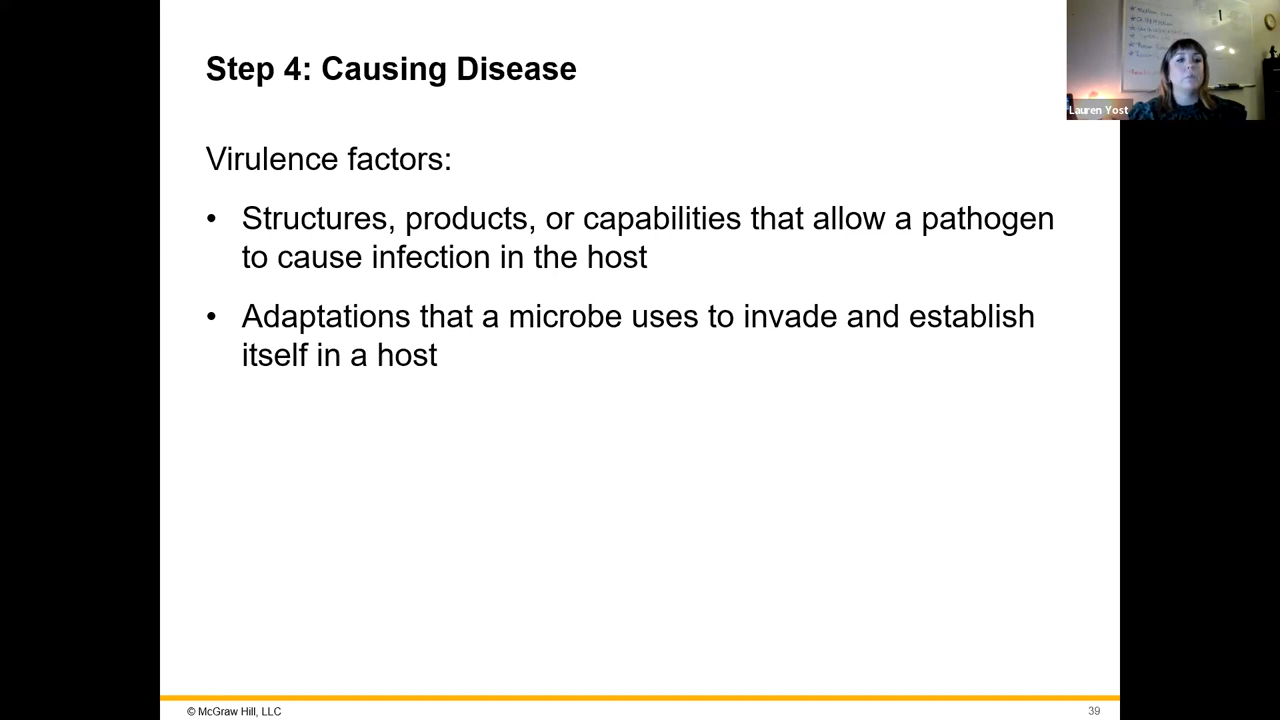 Step 4: Causing Disease
Lauren Yost
Virulence factors:
• Structures, products, or capabilities that allow a pathogen
to cause infection in the host
• Adaptations that a microbe uses to invade and establish
itself in a host
© McGraw Hill, LLC
39